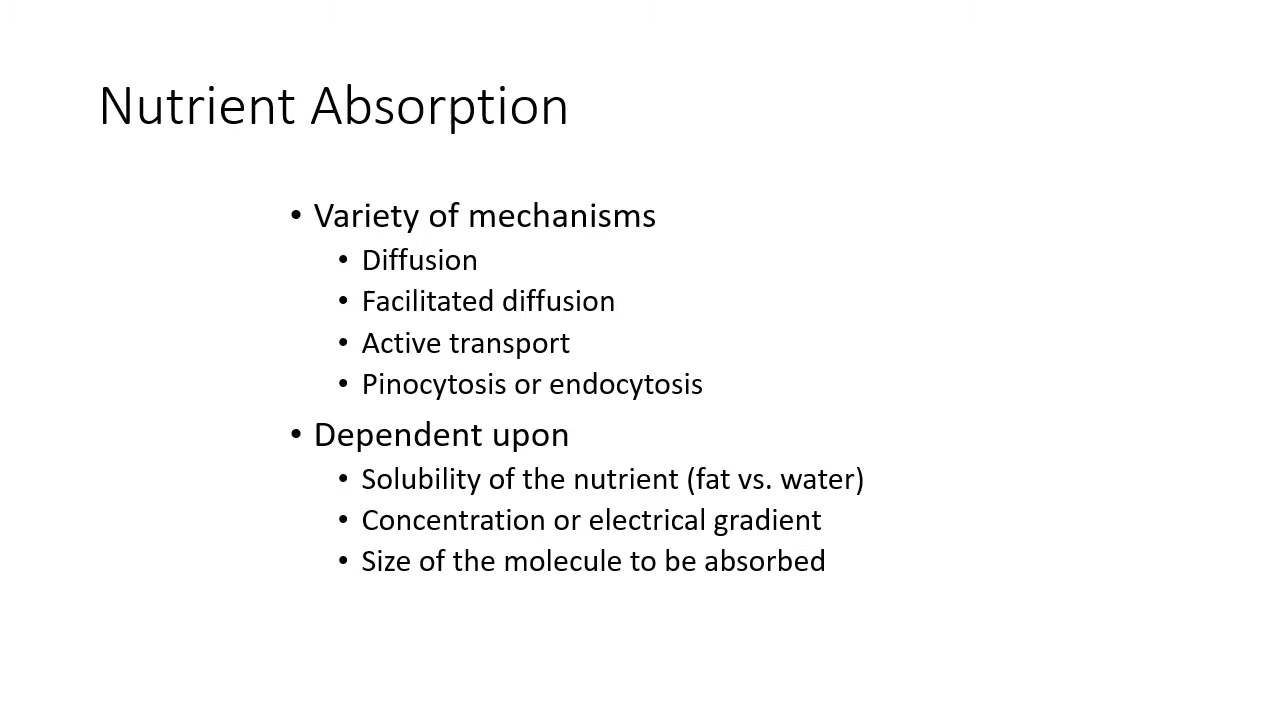 Nutrient Absorption
• Variety of mechanisms
• Diffusion
• Facilitated diffusion
• Active transport
• Pinocytosis or endocytosis
• Dependent upon
• Solubility of the nutrient (fat vs. water)
• Concentration or electrical gradient
• Size of the molecule to be absorbed